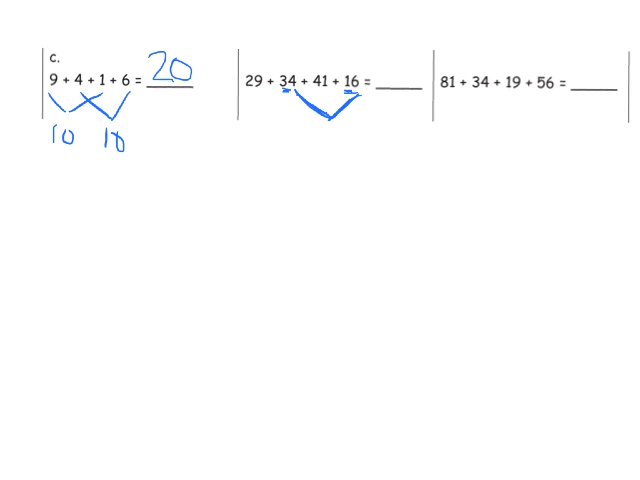 c.
9 + 4 + 1 + 6 = 20
10 10
29 + 34 + 41 + 16 = ______
81 + 34 + 19 + 56 = ______